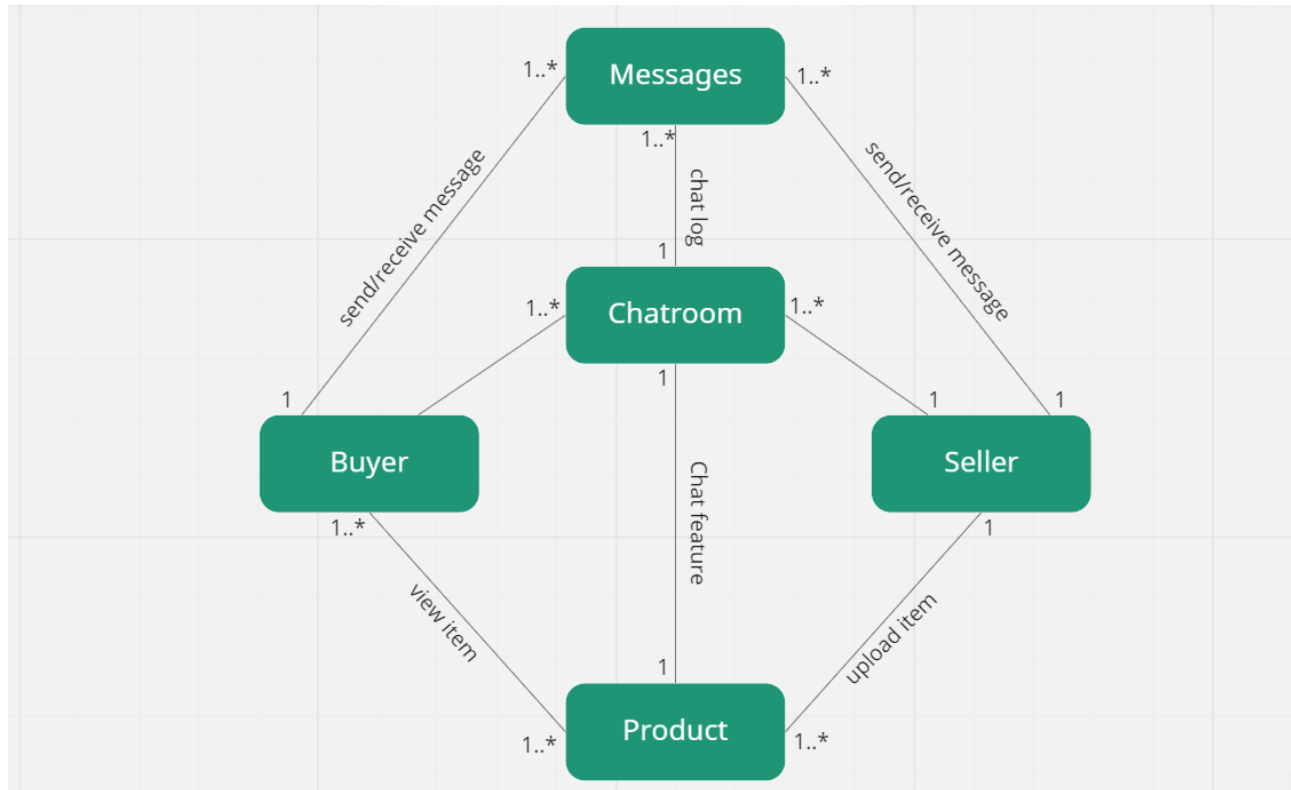 Messages
1..*
1..*
1..*
send/receive message
chat log
send/receive message
1
Chatroom
1..*
1..*
1
1
1
1
Buyer
Seller
1..*
1
Chat feature
view item
upload item
1
Product
1..*
1..*